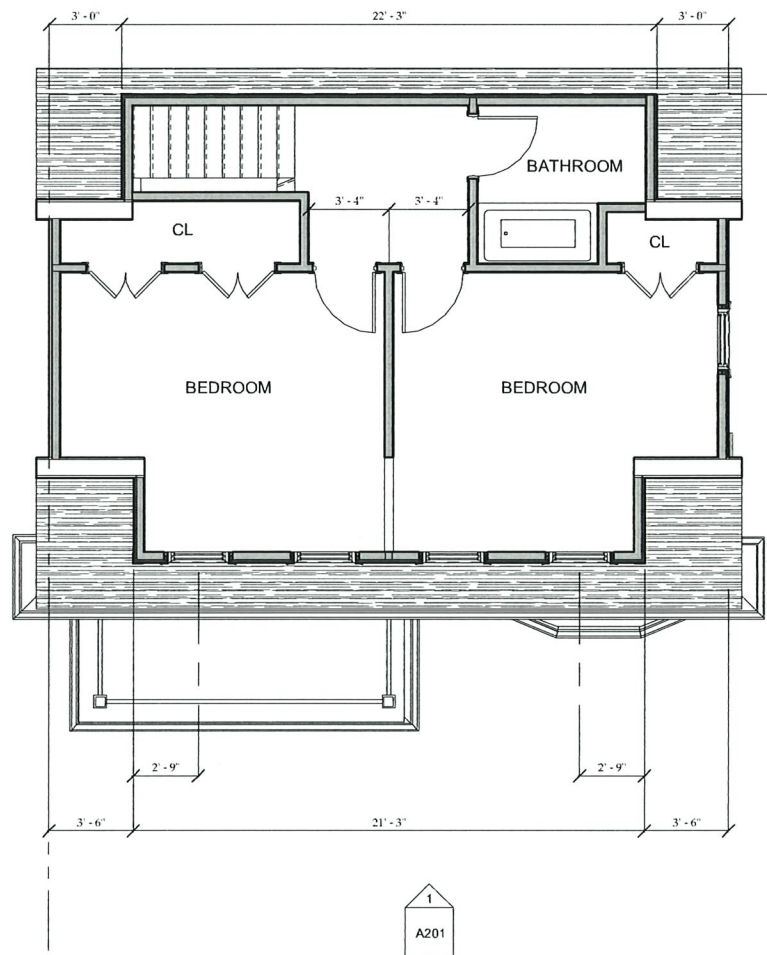 3' - 0" 22' - 3" 3' - 0"
BATHROOM
3' - 4" 3' - 4"
CL
CL
BEDROOM BEDROOM
2' - 9" 2' - 9"
3' - 6" 21' - 3" 3' - 6"
1
A201